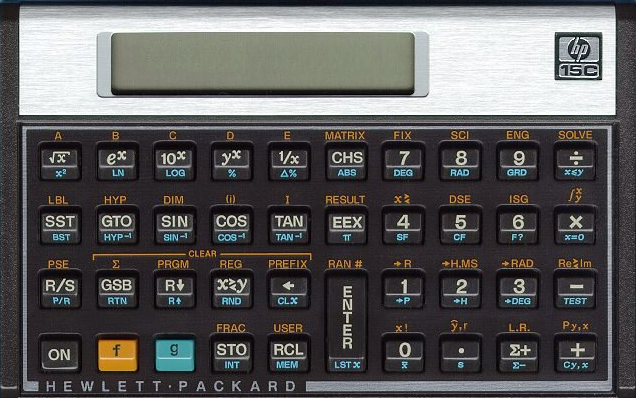 hp
15C
A B C D E MATRIX FIX SCI ENG SOLVE
√x eˣ 10ˣ yˣ 1/x CHS 7 8 9 ÷
x² LN LOG % Δ% ABS DEG RAD GRD x≤y
LBL HYP DIM (i) I RESULT x≷ DSE ISG ∫ˣᵧ
SST GTO SIN COS TAN EEX 4 5 6 ×
BST HYP⁻¹ SIN⁻¹ COS⁻¹ TAN⁻¹ π SF CF F? x=0
CLEAR
PSE Σ PRGM REG PREFIX RAN # →R →H.MS →RAD Re≷Im
R/S GSB R↓ x≷y ← ENTER 1 2 3 −
P/R RTN R↑ RND CLx →P →H →DEG TEST
FRAC USER x! ŷ,r L.R. Py,x
ON f g STO RCL 0 . Σ+ +
INT MEM LSTx x̄ s Σ− Cy,x
HEWLETT·PACKARD